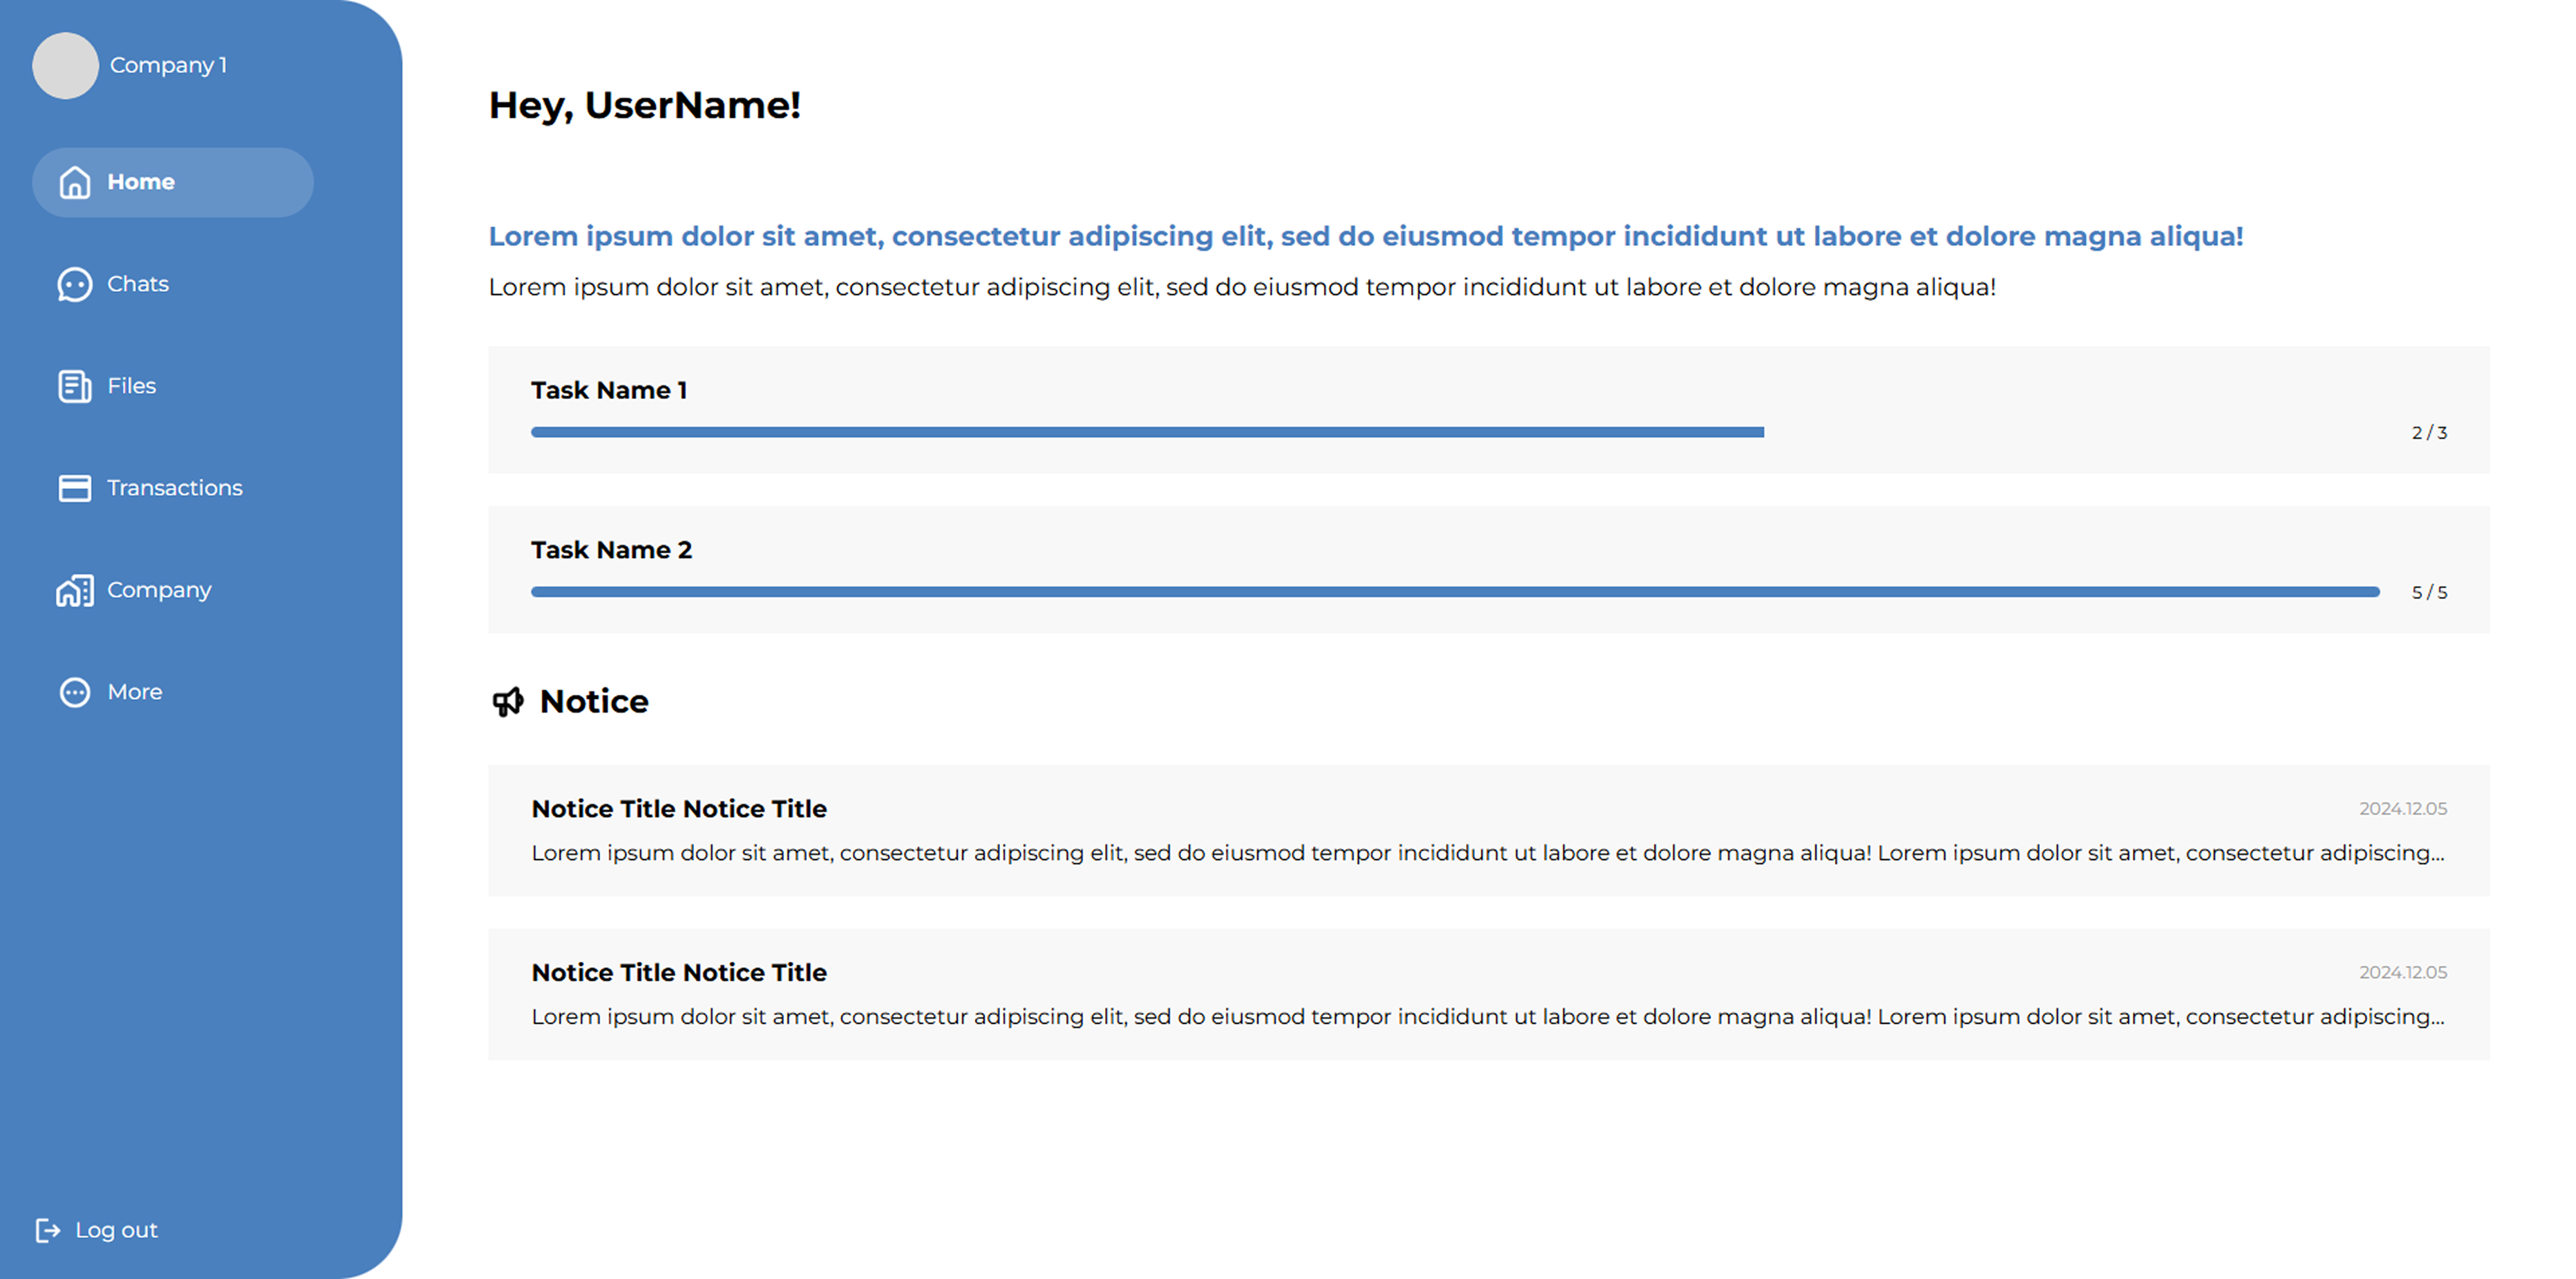 Company 1
Home
Chats
Files
Transactions
Company
More
Log out
Hey, UserName!
Lorem ipsum dolor sit amet, consectetur adipiscing elit, sed do eiusmod tempor incididunt ut labore et dolore magna aliqua!
Lorem ipsum dolor sit amet, consectetur adipiscing elit, sed do eiusmod tempor incididunt ut labore et dolore magna aliqua!
Task Name 1
2 / 3
Task Name 2
5 / 5
Notice
Notice Title Notice Title
2024.12.05
Lorem ipsum dolor sit amet, consectetur adipiscing elit, sed do eiusmod tempor incididunt ut labore et dolore magna aliqua! Lorem ipsum dolor sit amet, consectetur adipiscing...
Notice Title Notice Title
2024.12.05
Lorem ipsum dolor sit amet, consectetur adipiscing elit, sed do eiusmod tempor incididunt ut labore et dolore magna aliqua! Lorem ipsum dolor sit amet, consectetur adipiscing...